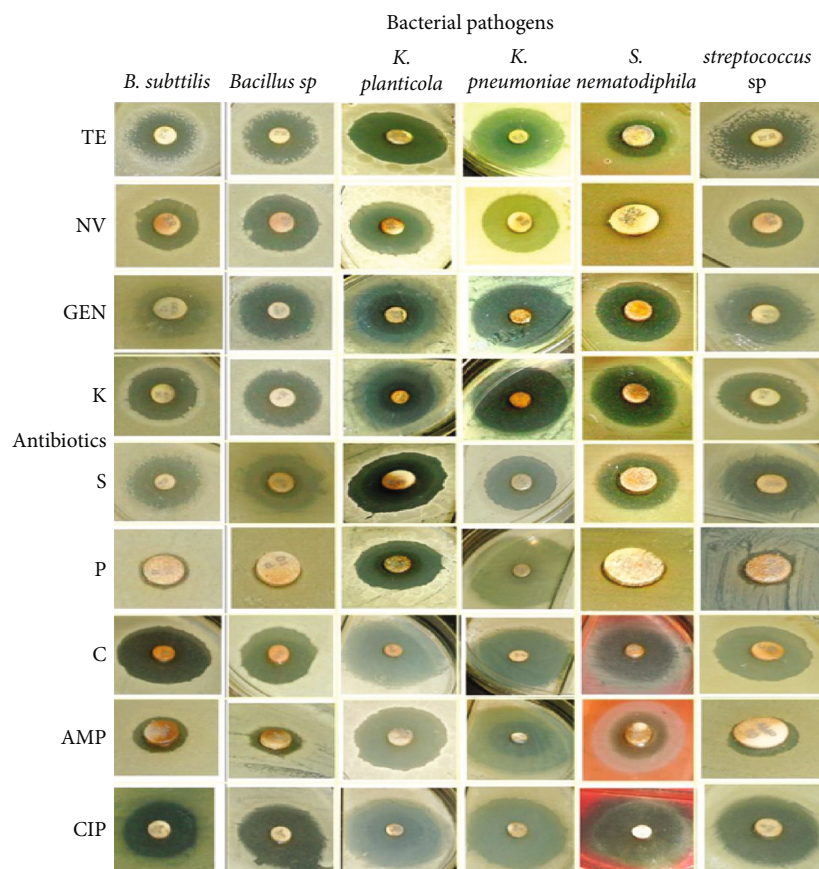 Bacterial pathogens
B. subttilis
Bacillus sp
K.
planticola
K.
pneumoniae
S.
nematodiphila
streptococcus
sp
TE
NV
GEN
K
Antibiotics
S
P
C
AMP
CIP